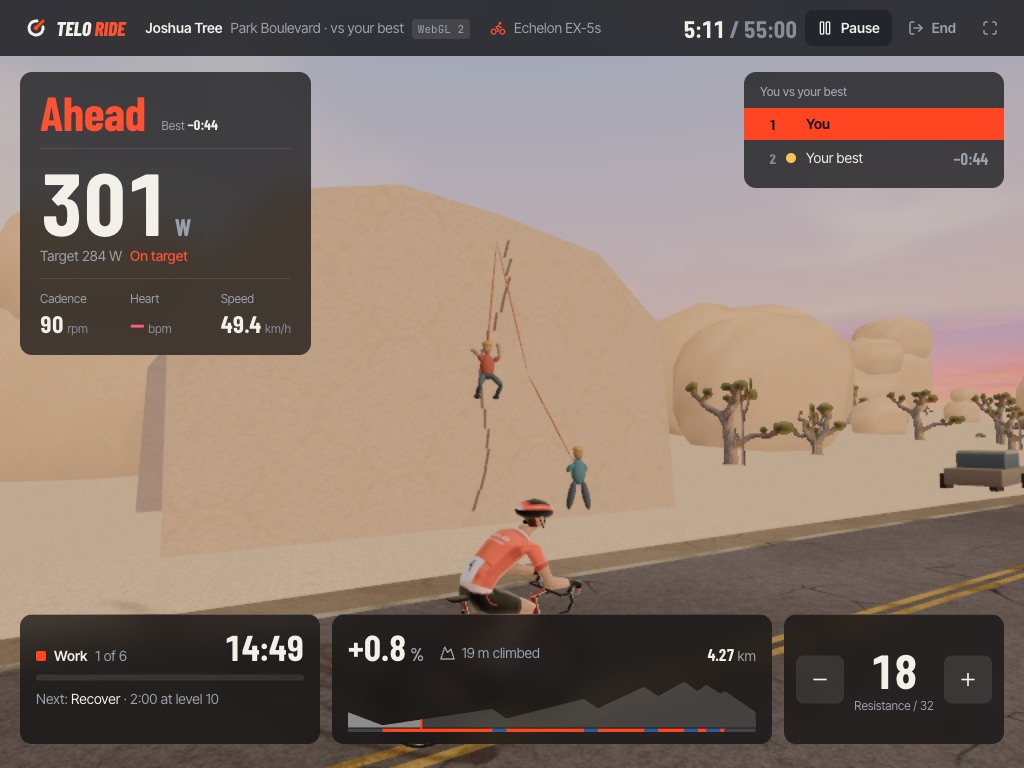 TELO RIDE Joshua Tree Park Boulevard · vs your best WebGL 2 Echelon EX-5s 5:11 / 55:00 Pause End
Ahead Best −0:44
301 W
Target 284 W On target
Cadence Heart Speed
90 rpm — bpm 49.4 km/h
You vs your best
1 You
2 Your best −0:44
Work 1 of 6 14:49
Next: Recover · 2:00 at level 10
+0.8 % 19 m climbed 4.27 km
− 18 +
Resistance / 32